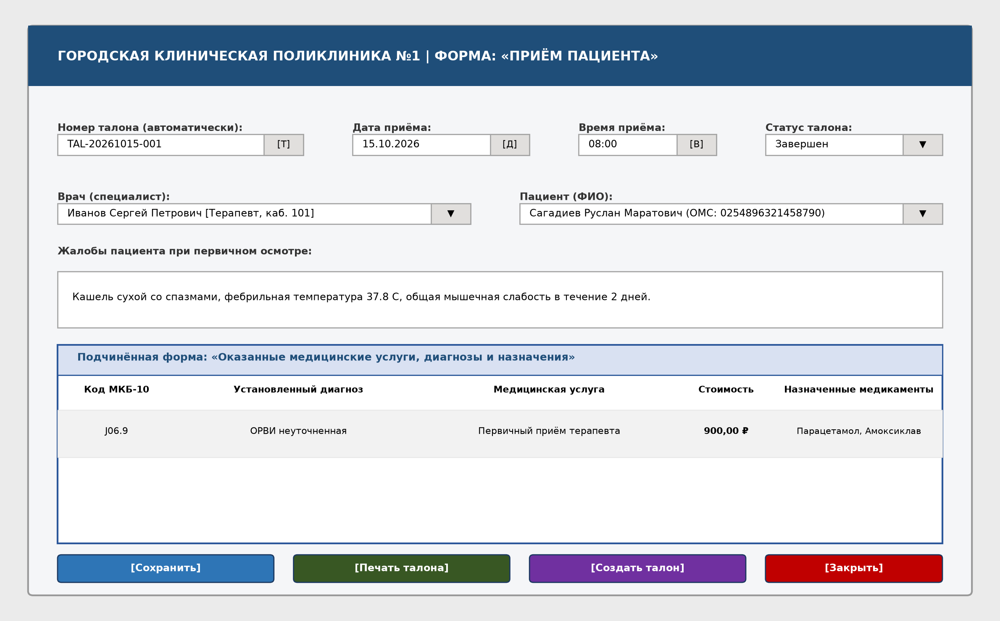 ГОРОДСКАЯ КЛИНИЧЕСКАЯ ПОЛИКЛИНИКА №1 | ФОРМА: «ПРИЁМ ПАЦИЕНТА»
Номер талона (автоматически): Дата приёма: Время приёма: Статус талона:
TAL-20261015-001 [Т] 15.10.2026 [Д] 08:00 [В] Завершен ▼
Врач (специалист): Пациент (ФИО):
Иванов Сергей Петрович [Терапевт, каб. 101] ▼ Сагадиев Руслан Маратович (ОМС: 0254896321458790) ▼
Жалобы пациента при первичном осмотре:
Кашель сухой со спазмами, фебрильная температура 37.8 С, общая мышечная слабость в течение 2 дней.
Подчинённая форма: «Оказанные медицинские услуги, диагнозы и назначения»
Код МКБ-10 Установленный диагноз Медицинская услуга Стоимость Назначенные медикаменты
J06.9 ОРВИ неуточненная Первичный приём терапевта 900,00 ₽ Парацетамол, Амоксиклав
[Сохранить] [Печать талона] [Создать талон] [Закрыть]